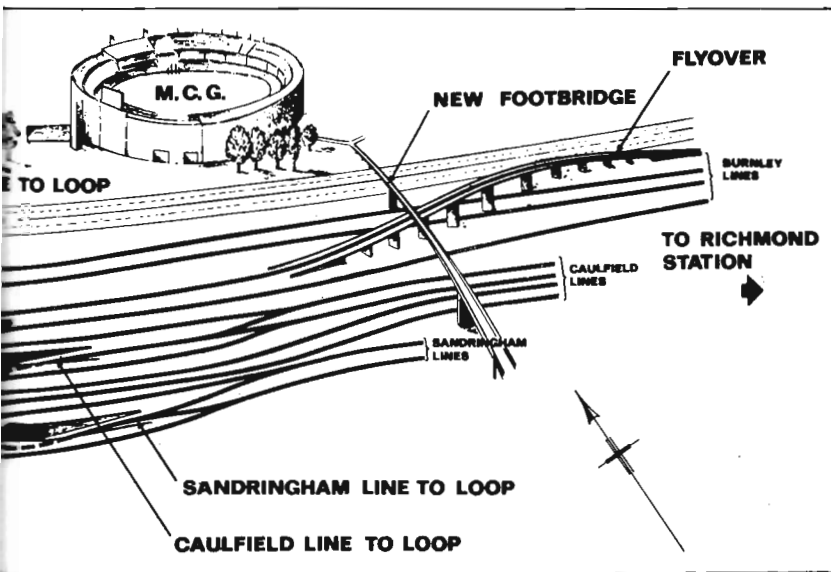 FLYOVER
M.C.G.
NEW FOOTBRIDGE
BURNLEY
LINES
TO LOOP
TO RICHMOND
STATION
CAULFIELD
LINES
SANDRINGHAM
LINES
SANDRINGHAM LINE TO LOOP
CAULFIELD LINE TO LOOP